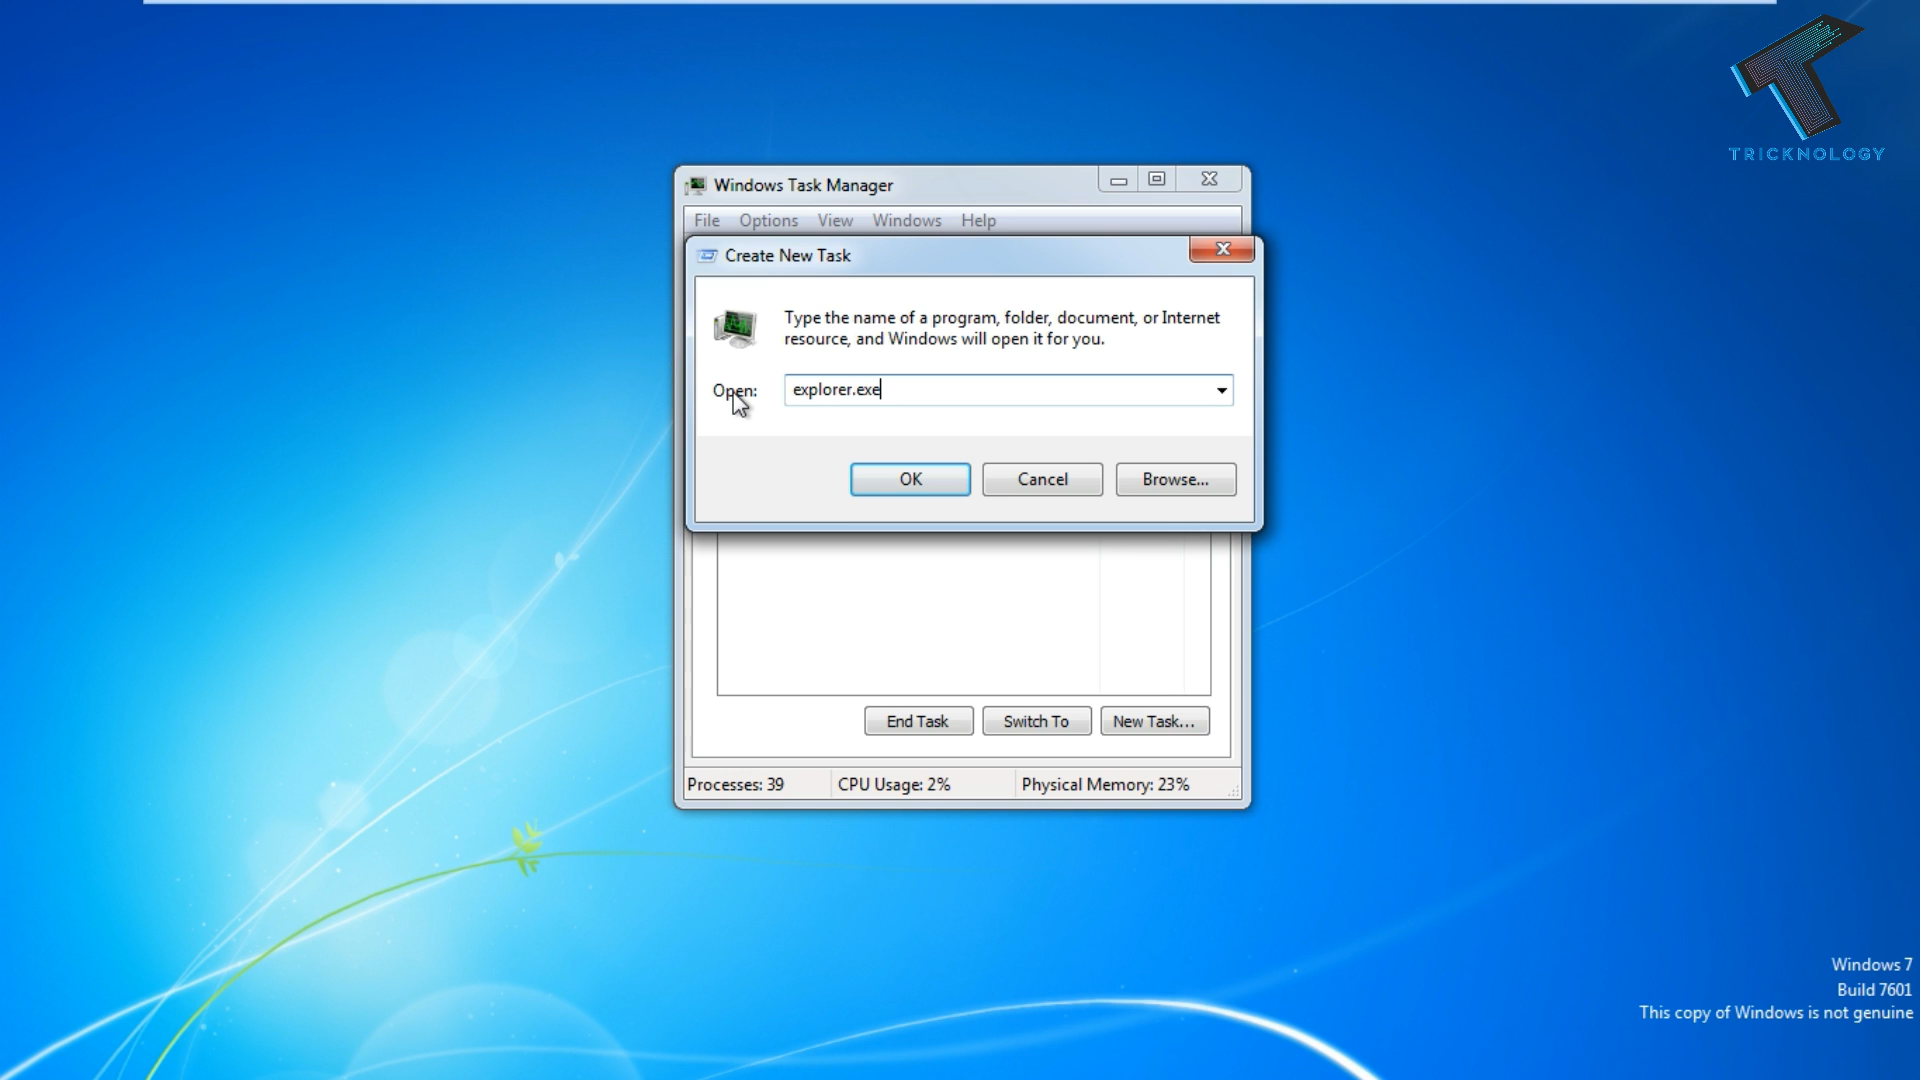 TRICKNOLOGY
Windows Task Manager
File Options View Windows Help
Create New Task
Type the name of a program, folder, document, or Internet
resource, and Windows will open it for you.
Open: explorer.exe
OK Cancel Browse...
End Task Switch To New Task...
Processes: 39 CPU Usage: 2% Physical Memory: 23%
Windows 7
Build 7601
This copy of Windows is not genuine